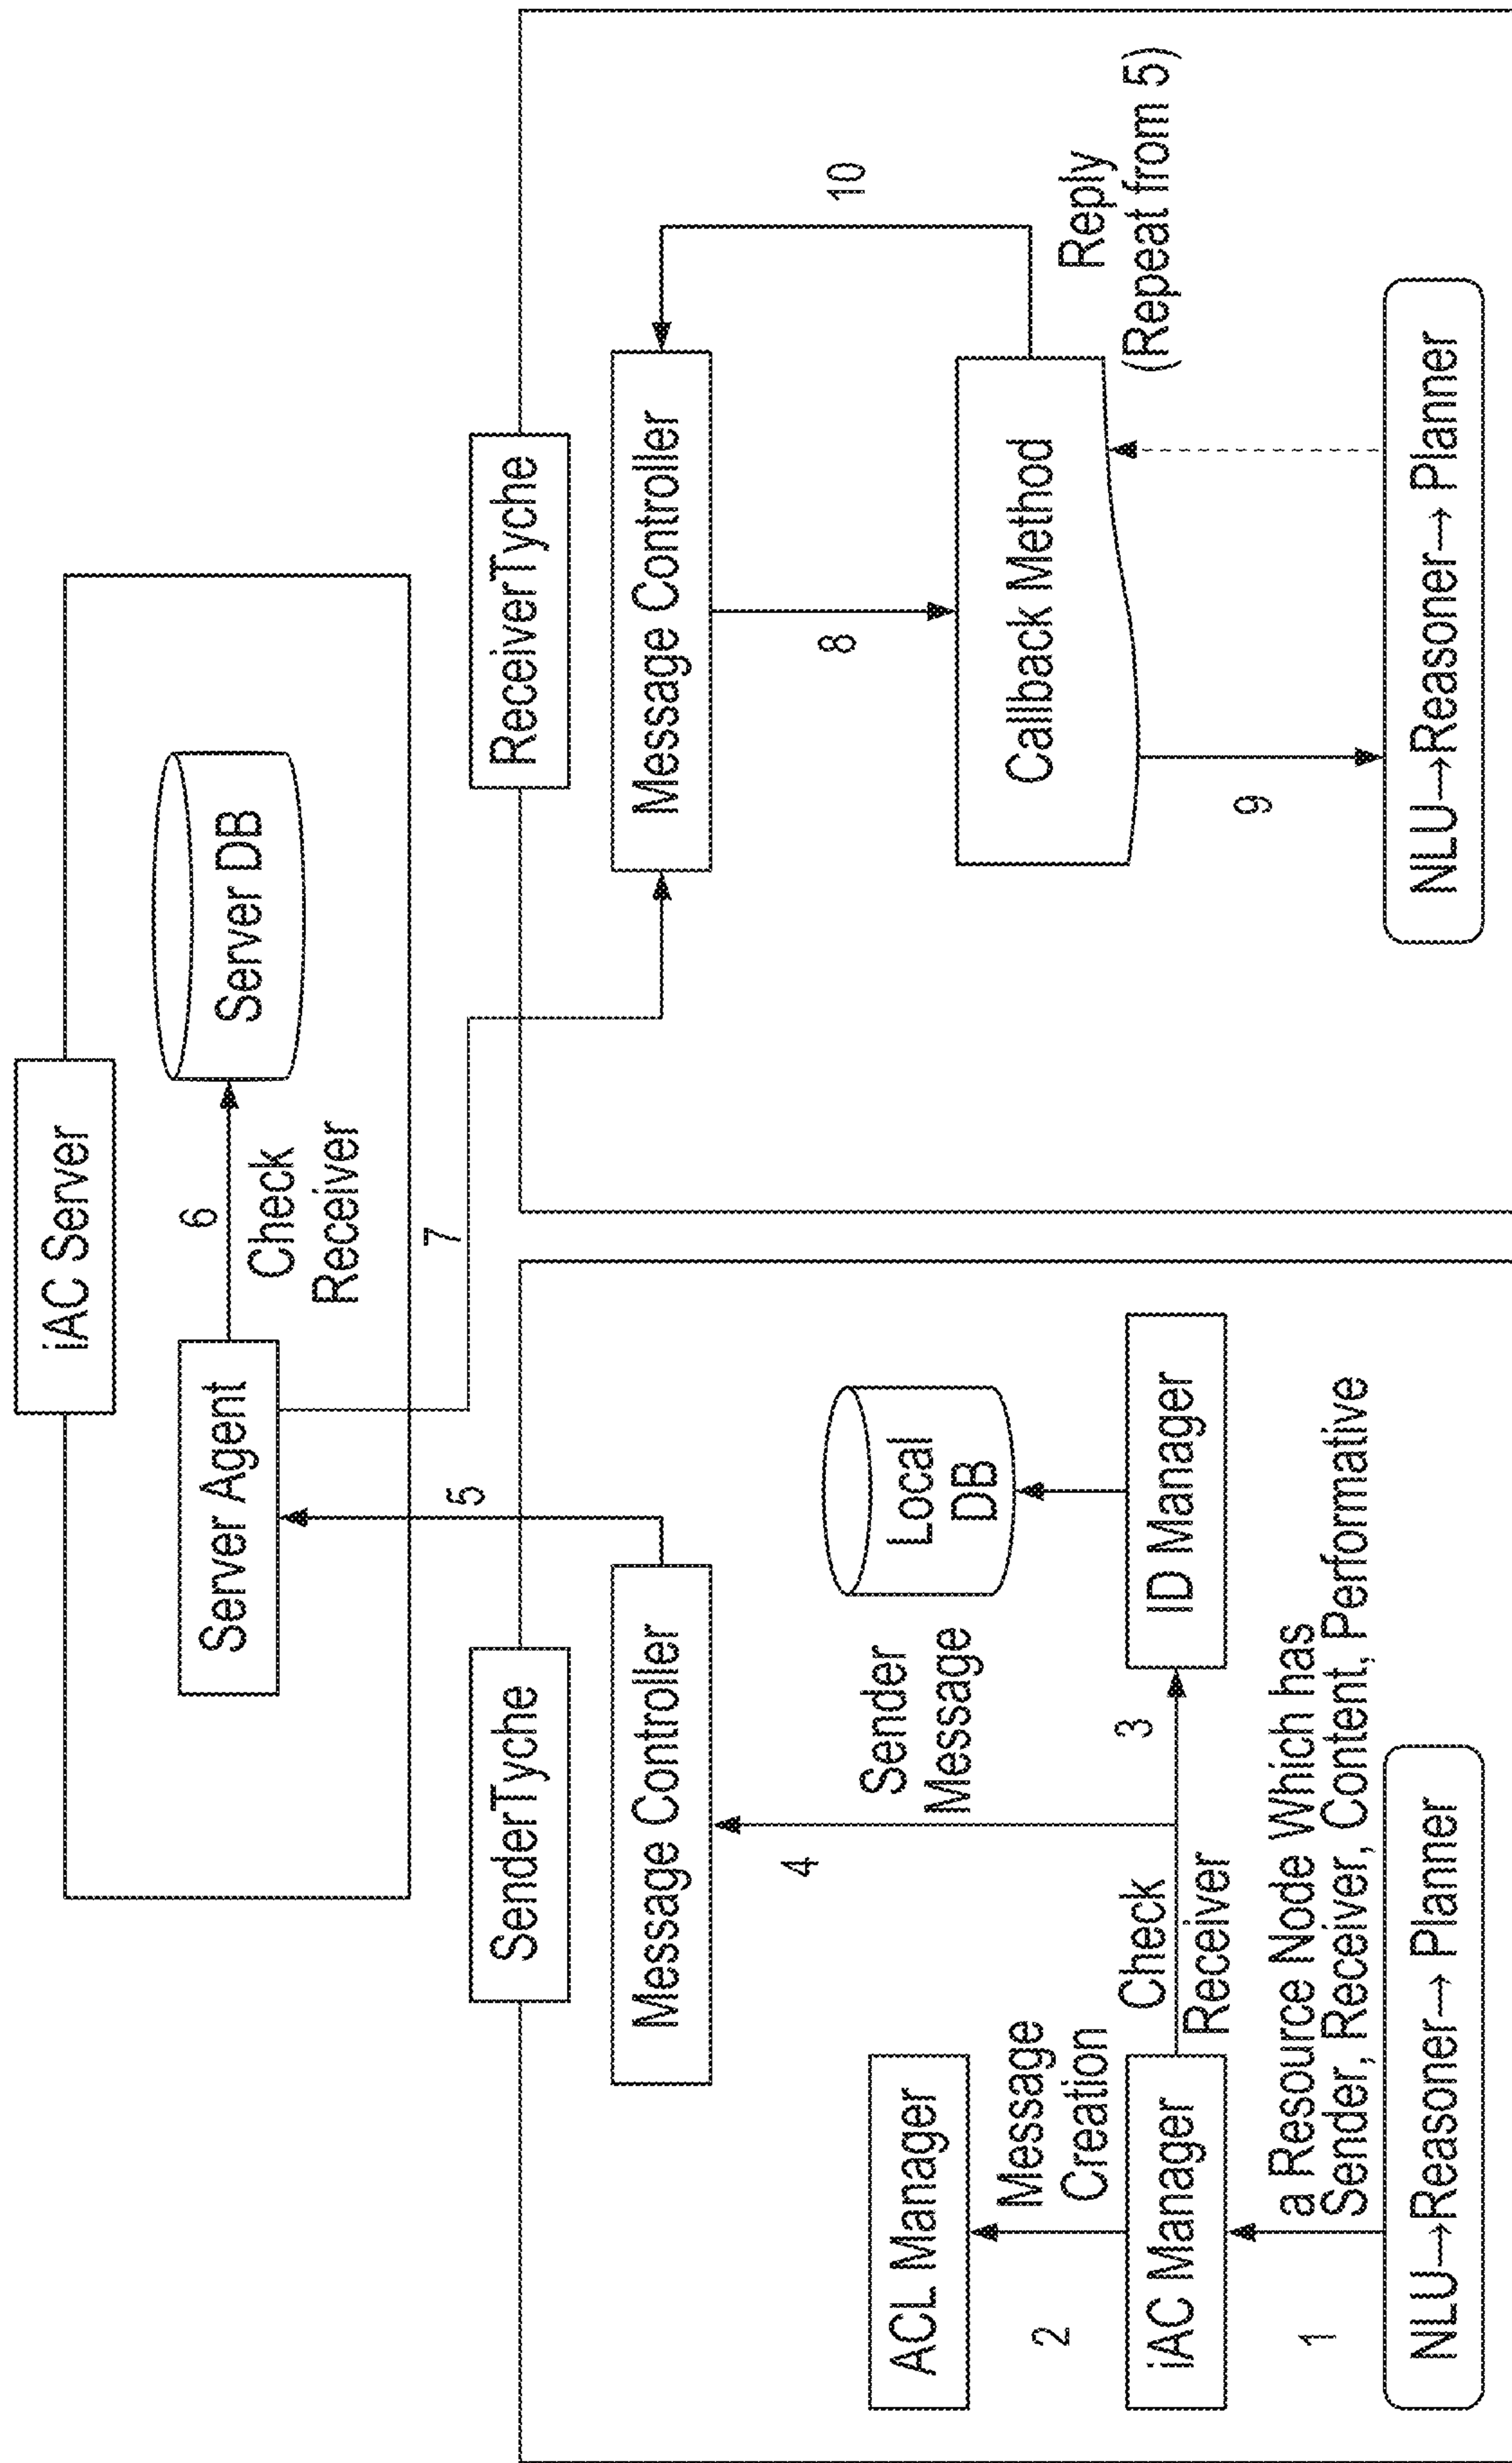 iAC Server
Server Agent
6
Check
Receiver
Server DB
5
7
SenderTyche
Message Controller
4
Sender
Message
Local
DB
ACL Manager
2
Message
Creation
iAC Manager
Check
Receiver
3
ID Manager
1
a Resource Node Which has
Sender, Receiver, Content, Performative
NLU→Reasoner→ Planner
ReceiverTyche
Message Controller
8
10
Callback Method
Reply
(Repeat from 5)
9
NLU→Reasoner→ Planner